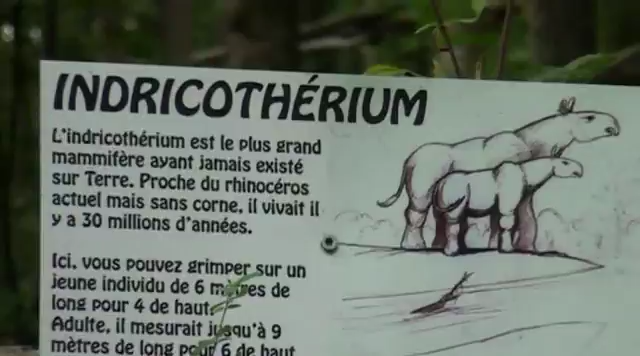 INDRICOTHÉRIUM
L'indricothérium est le plus grand
mammifère ayant jamais existé
sur Terre. Proche du rhinocéros
actuel mais sans corne, il vivait il
y a 30 millions d'années.
Ici, vous pouvez grimper sur un
jeune individu de 6 mètres de
long pour 4 de haut.
Adulte, il mesurait jusqu'à 9
mètres de long pour 6 de haut